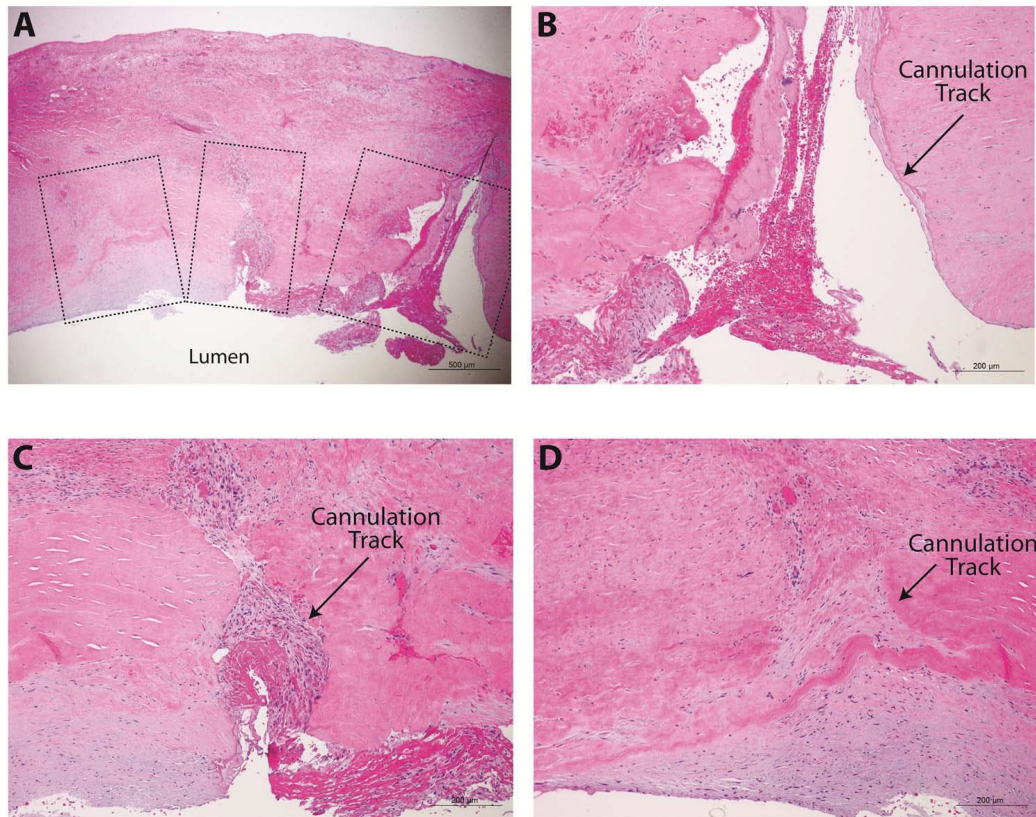 A
Lumen
500 µm
B
Cannulation
Track
200 µm
C
Cannulation
Track
200 µm
D
Cannulation
Track
200 µm